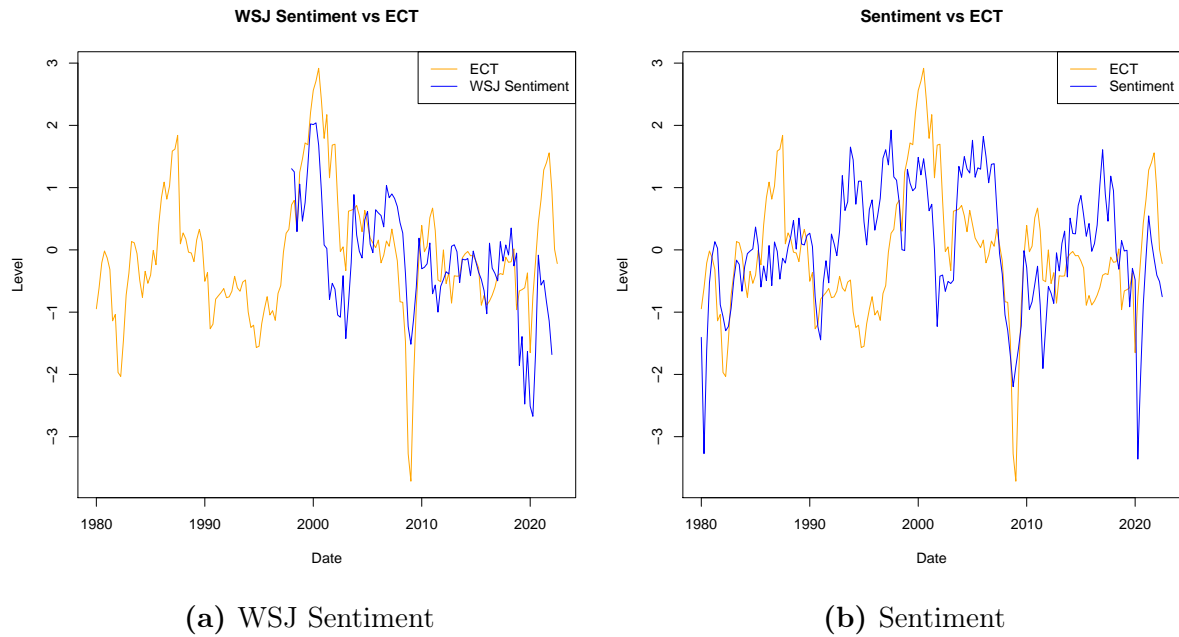 WSJ Sentiment vs ECT
ECT
WSJ Sentiment
3
2
1
0
−1
−2
−3
Level
1980 1990 2000 2010 2020
Date
(a) WSJ Sentiment
Sentiment vs ECT
ECT
Sentiment
3
2
1
0
−1
−2
−3
Level
1980 1990 2000 2010 2020
Date
(b) Sentiment